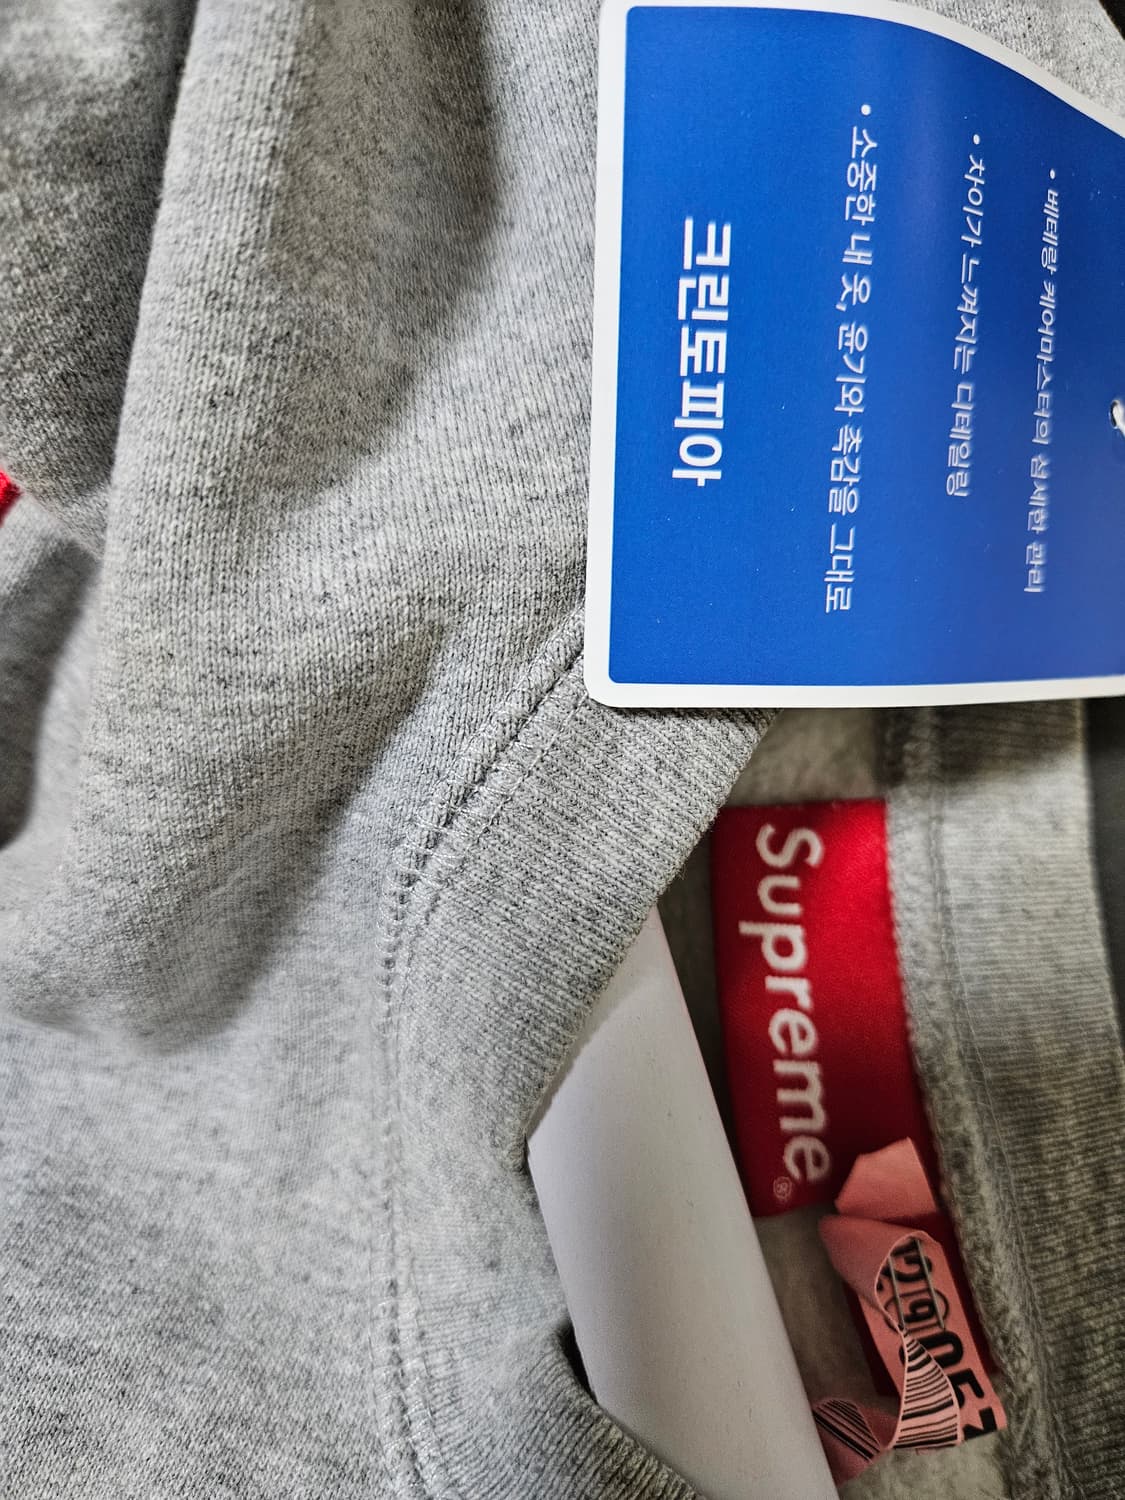 • 베테랑 케어마스터의 섬세한 관리
• 차이가 느껴지는 디테일링
• 소중한 내 옷, 윤기와 촉감을 그대로
크린토피아
Supreme®